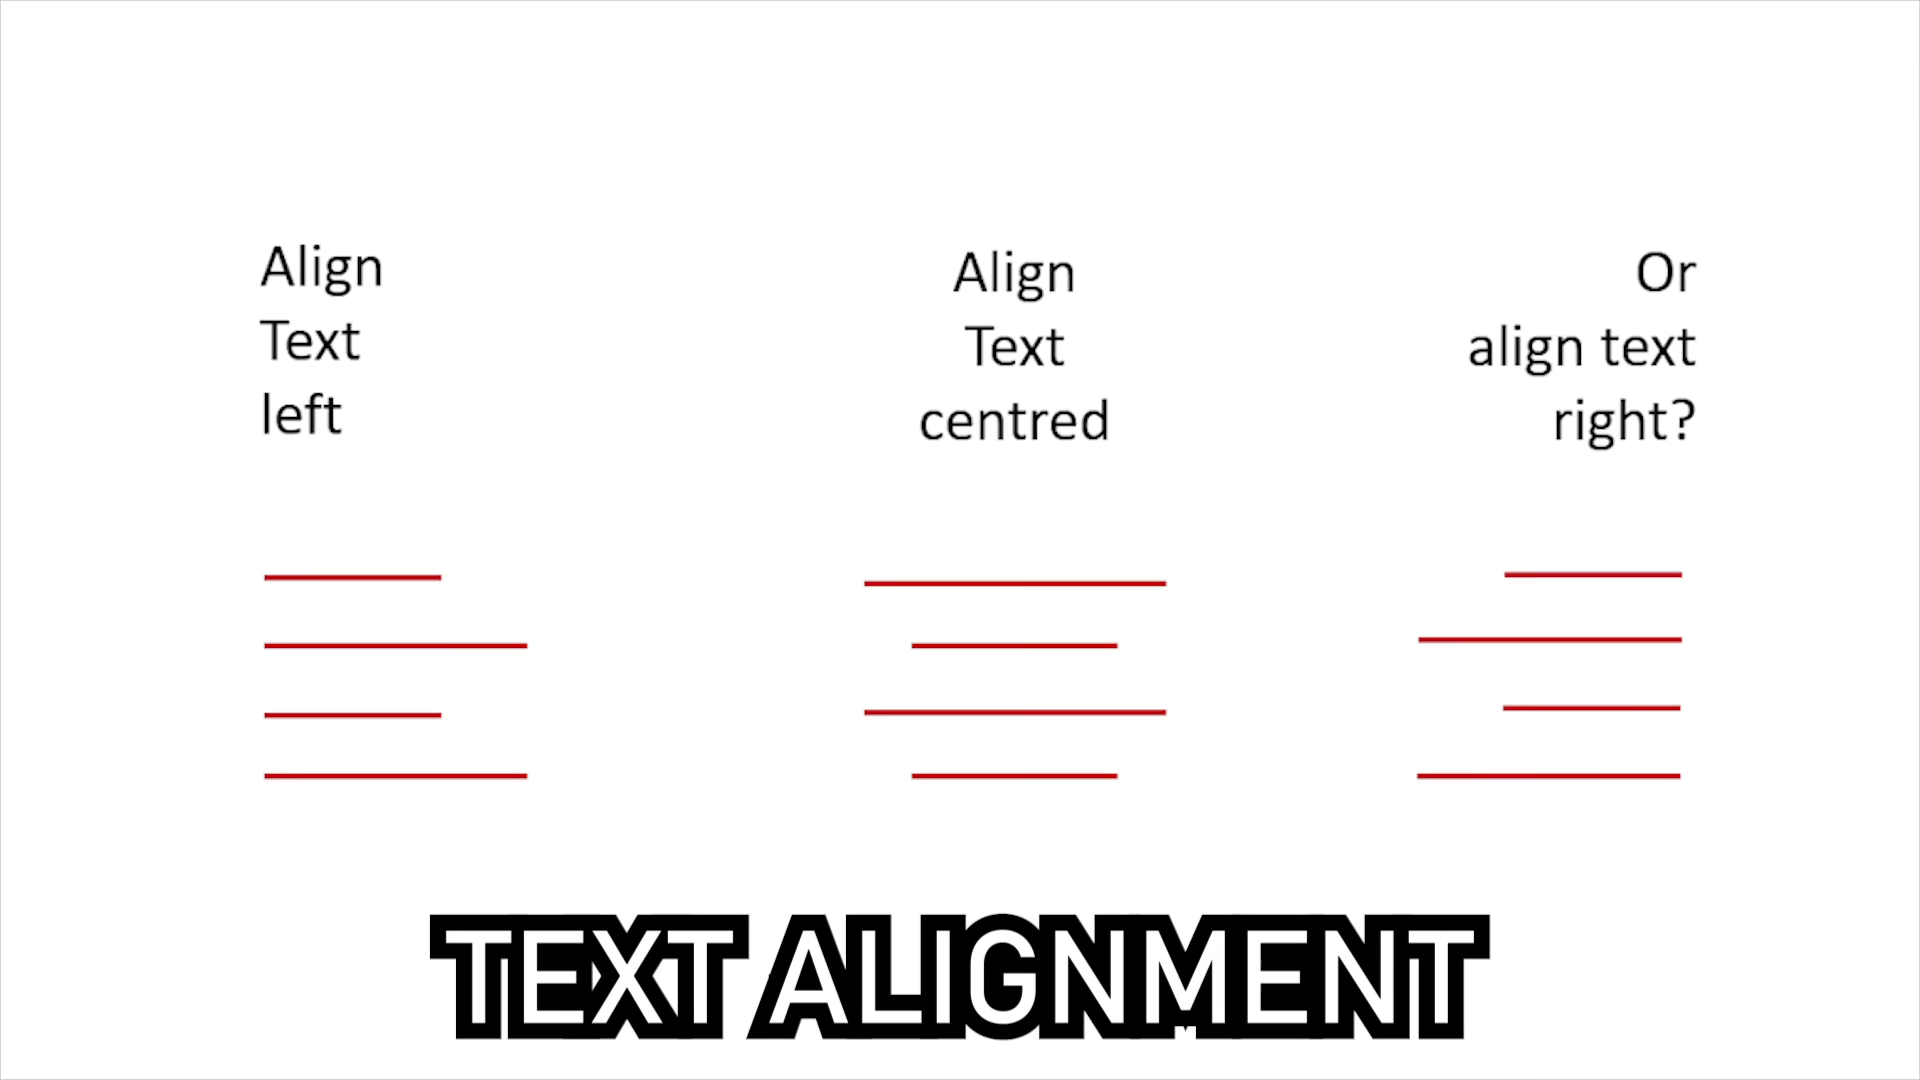 Align
Text
left
Align
Text
centred
Or
align text
right?
TEXT ALIGNMENT